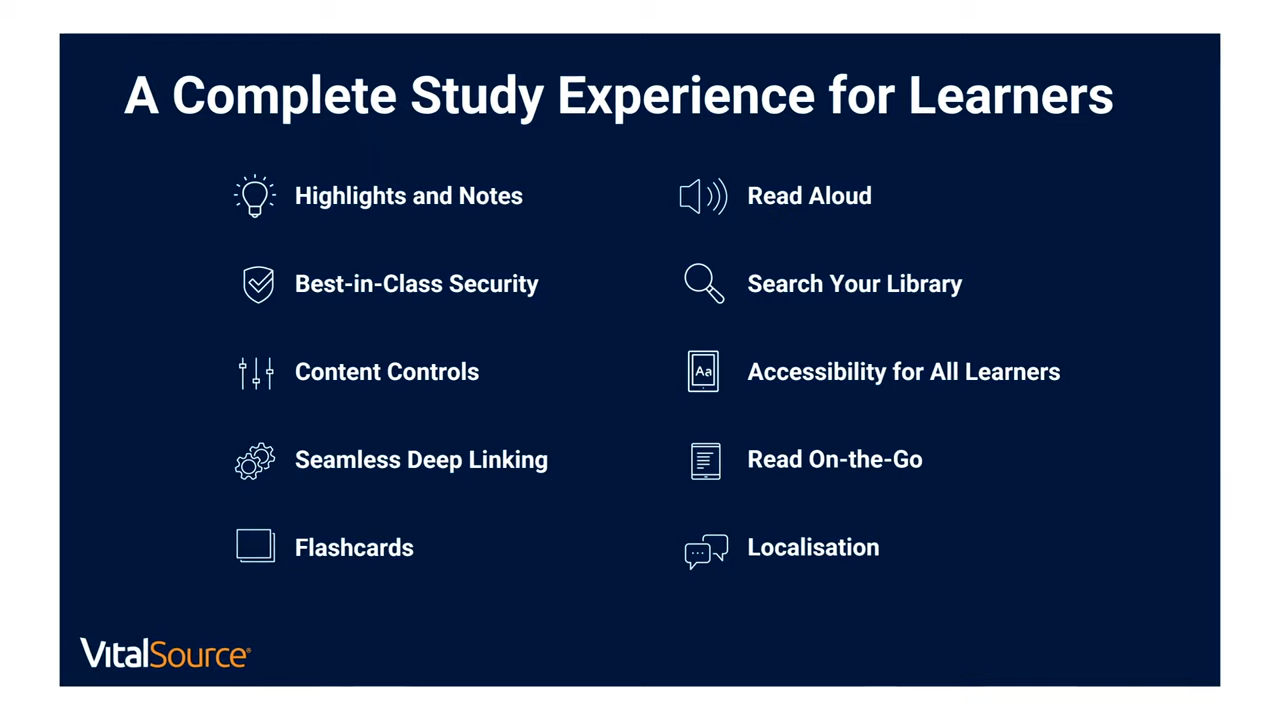 A Complete Study Experience for Learners
Highlights and Notes
Best-in-Class Security
Content Controls
Seamless Deep Linking
Flashcards
Read Aloud
Search Your Library
Aa
Accessibility for All Learners
Read On-the-Go
Localisation
VitalSource®